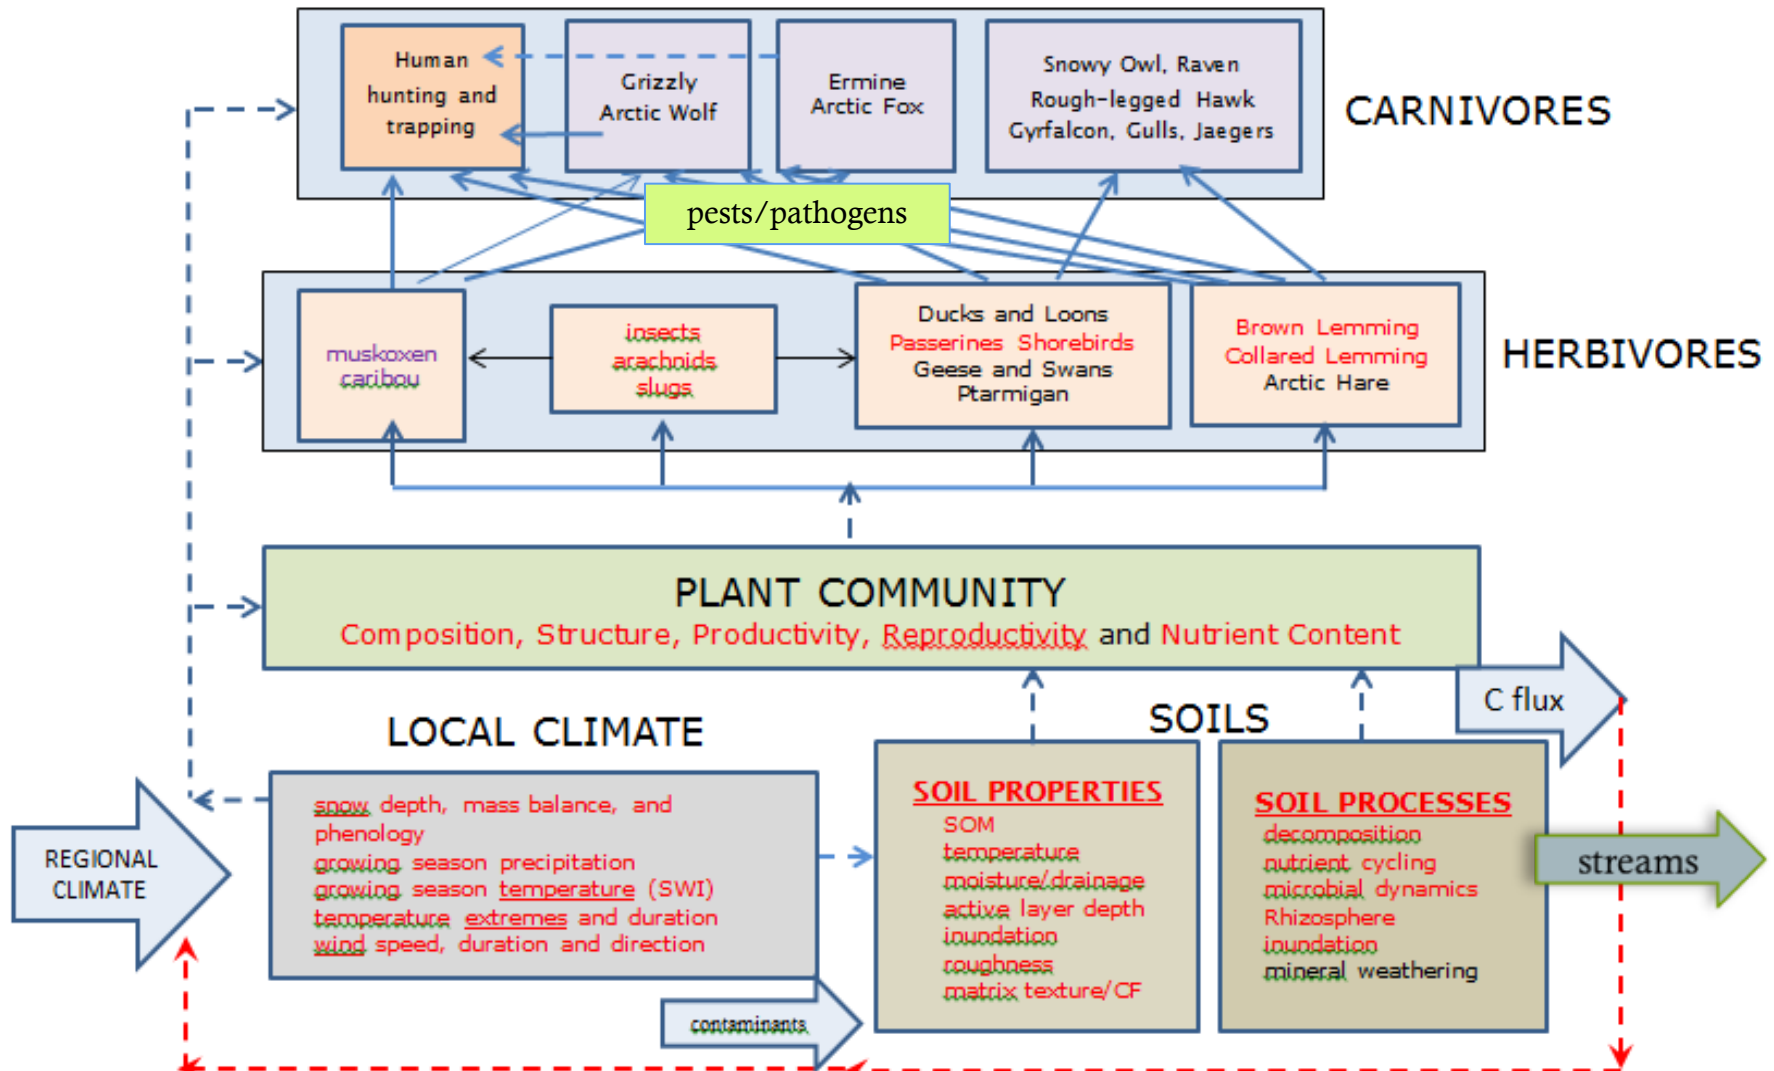 Human
hunting and
trapping
Grizzly
Arctic Wolf
Ermine
Arctic Fox
Snowy Owl, Raven
Rough-legged Hawk
Gyrfalcon, Gulls, Jaegers
CARNIVORES
pests/pathogens
muskoxen
caribou
insects
arachnids
slugs
Ducks and Loons
Passerines Shorebirds
Geese and Swans
Ptarmigan
Brown Lemming
Collared Lemming
Arctic Hare
HERBIVORES
PLANT COMMUNITY
Composition, Structure, Productivity, Reproductivity and Nutrient Content
C flux
LOCAL CLIMATE
SOILS
REGIONAL
CLIMATE
snow depth, mass balance, and
phenology
growing season precipitation
growing season temperature (SWI)
temperature extremes and duration
wind speed, duration and direction
contaminants
SOIL PROPERTIES
SOM
temperature
moisture/drainage
active layer depth
inundation
roughness
matrix texture/CF
SOIL PROCESSES
decomposition
nutrient cycling
microbial dynamics
Rhizosphere
inundation
mineral weathering
streams